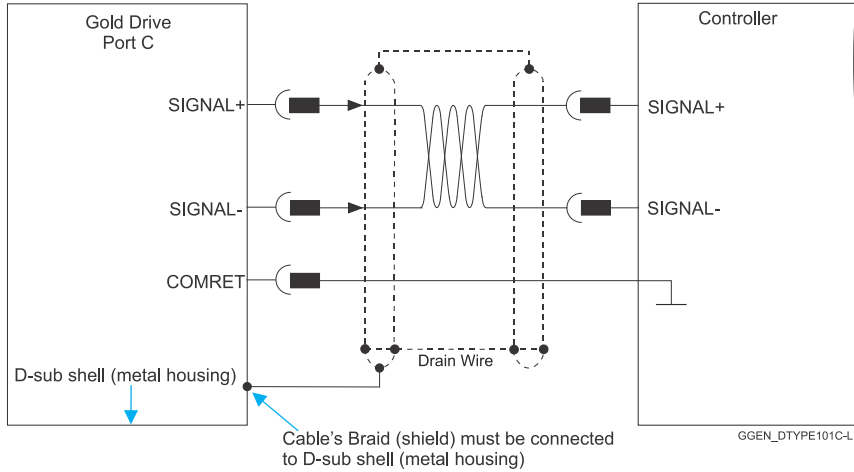 Gold Drive
Port C
Controller
SIGNAL+
SIGNAL+
SIGNAL-
SIGNAL-
COMRET
Drain Wire
D-sub shell (metal housing)
Cable's Braid (shield) must be connected
to D-sub shell (metal housing)
GGEN_DTYPE101C-L